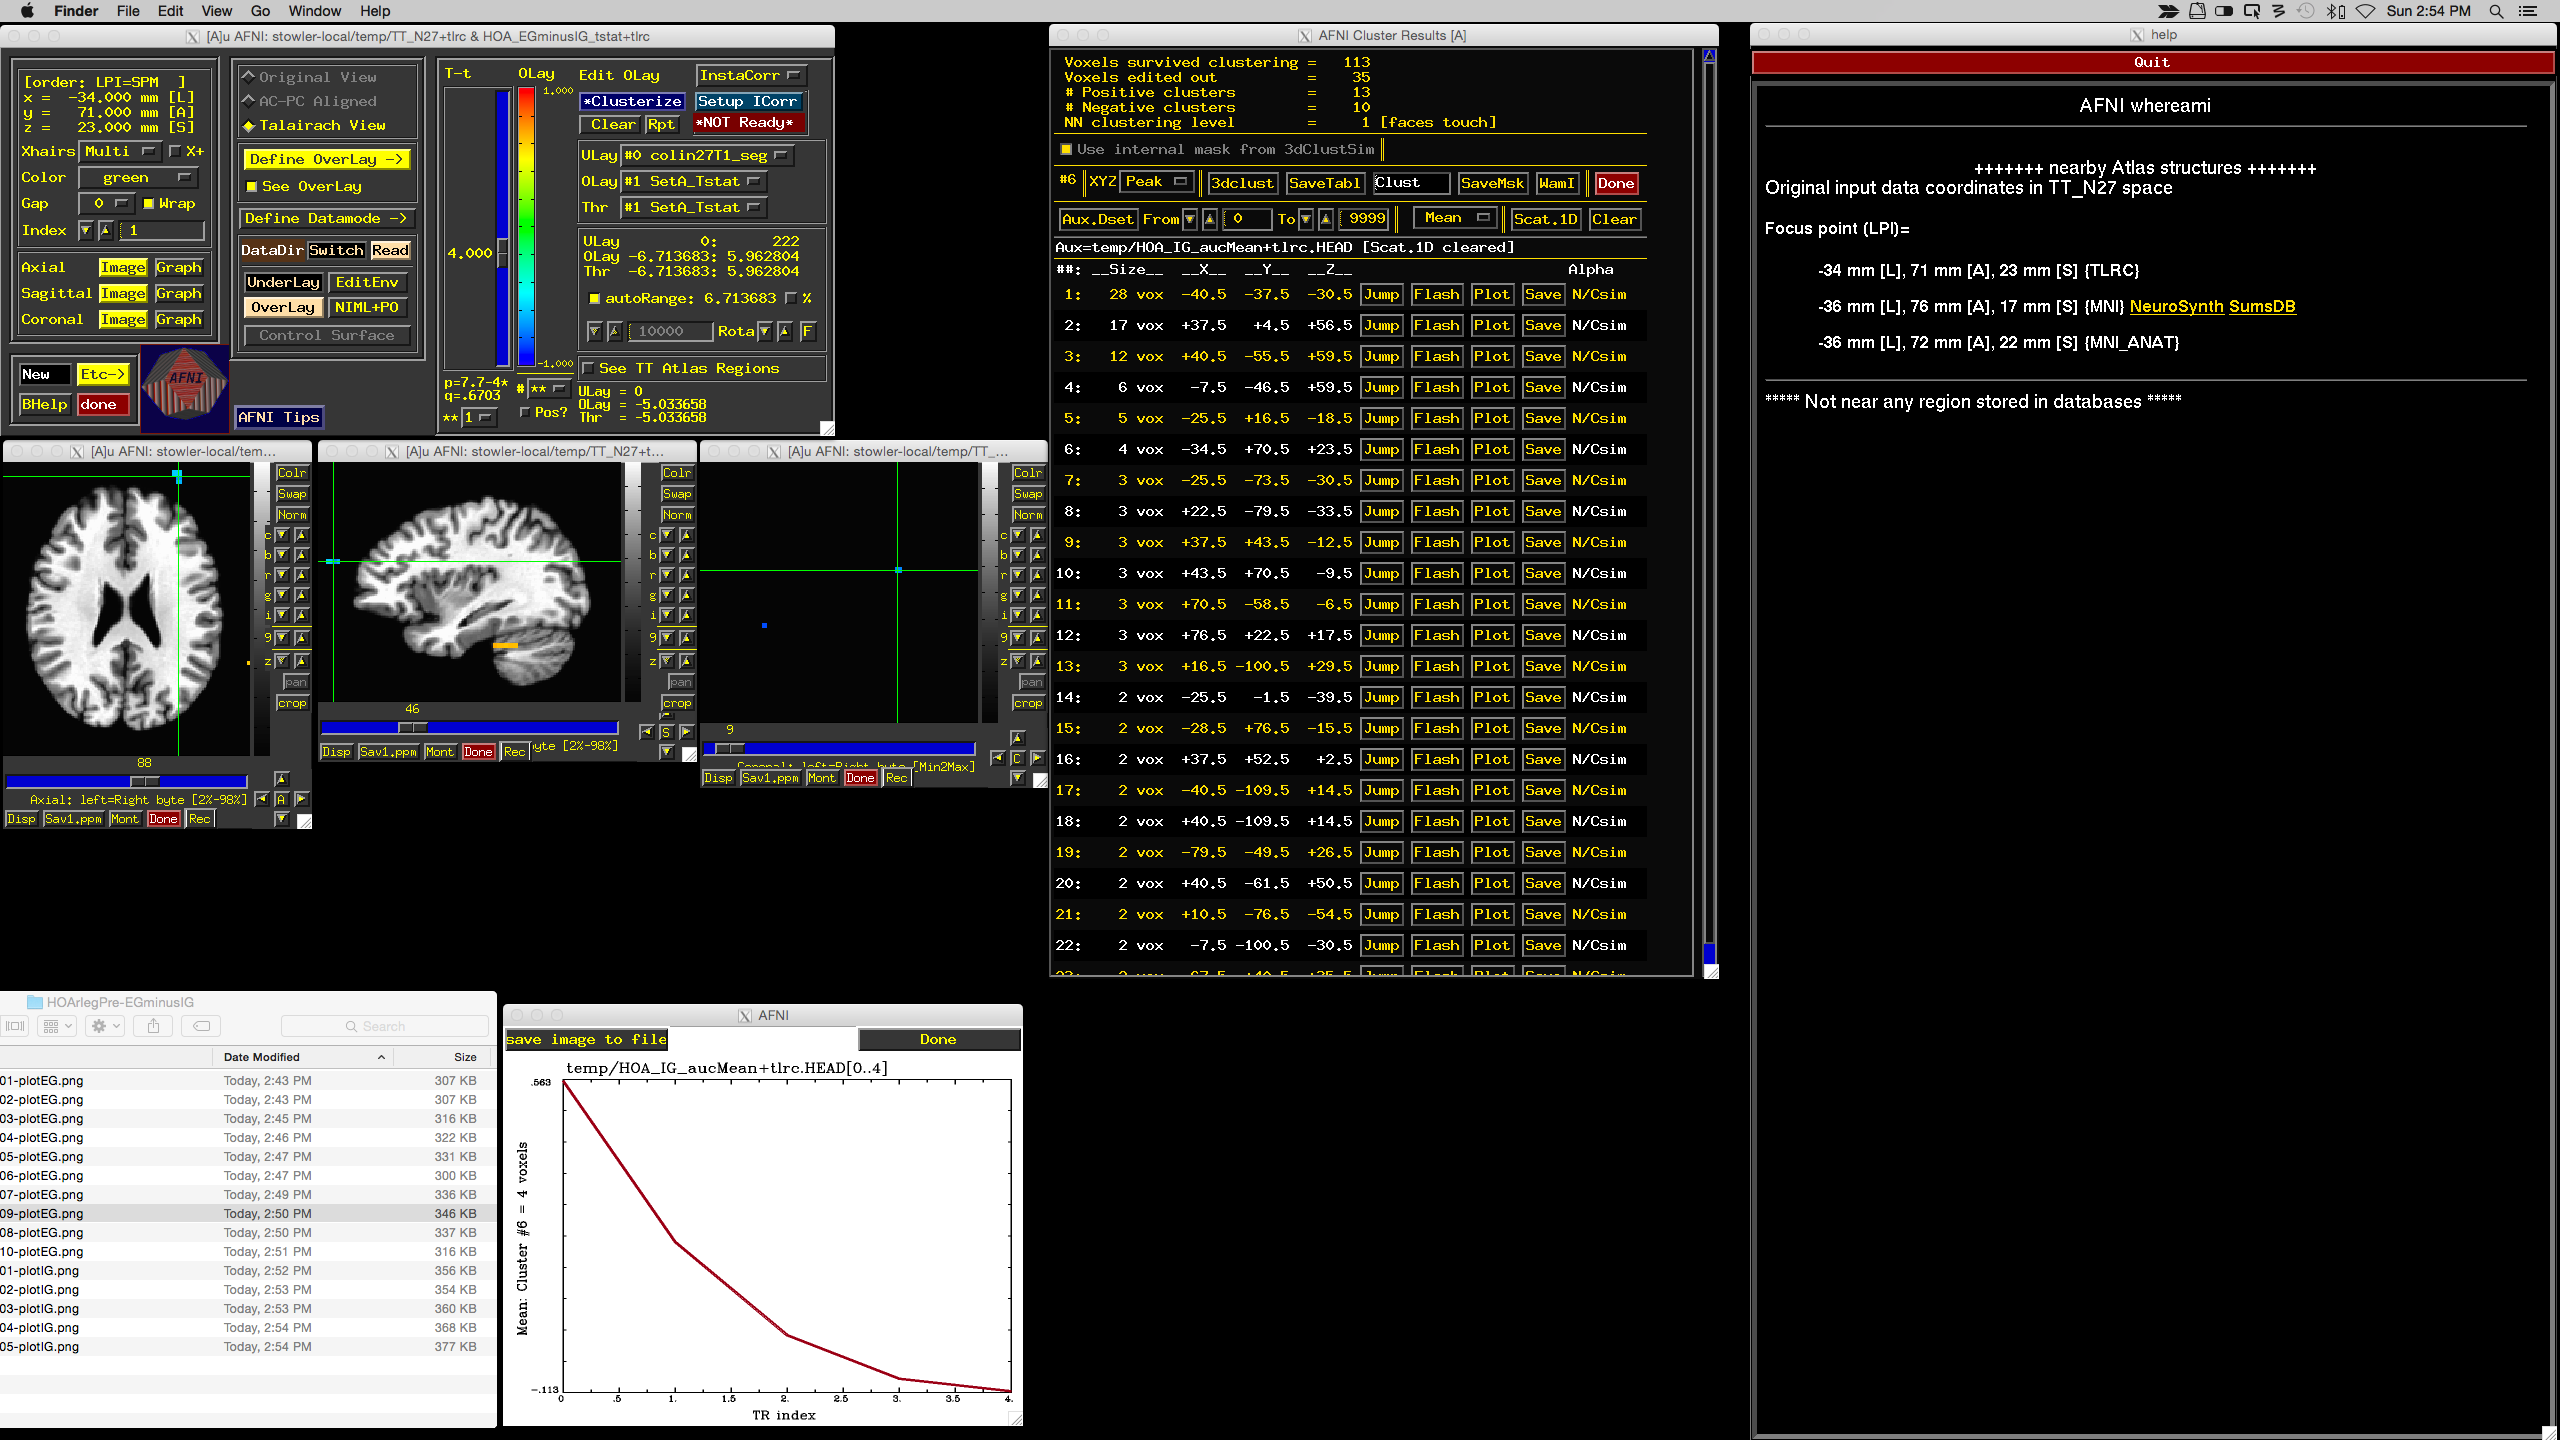 Finder File Edit View Go Window Help
Sun 2:54 PM
[A]u AFNI: stowler-local/temp/TT_N27+tlrc & HOA_EGminusIG_tstat+tlrc
[order: LPI=SPM ]
x = -34.000 mm [L]
y = 71.000 mm [A]
z = 23.000 mm [S]
Xhairs Multi X+
Color green
Gap 0 Wrap
Index 1
Axial Image Graph
Sagittal Image Graph
Coronal Image Graph
New Etc->
BHelp done
AFNI
AFNI Tips
Original View
AC-PC Aligned
Talairach View
Define OverLay ->
See OverLay
Define Datamode ->
DataDir Switch Read
UnderLay EditEnv
OverLay NIML+PO
Control Surface
T-t
4.000
p=7.7-4*
q=.6703
** 1
OLay
1.000
-1.000
# **
Pos?
Edit OLay InstaCorr
*Clusterize Setup ICorr
Clear Rpt *NOT Ready*
ULay #0 colin27T1_seg
OLay #1 SetA_Tstat
Thr #1 SetA_Tstat
ULay 0: 222
OLay -6.713683: 5.962804
Thr -6.713683: 5.962804
autoRange: 6.713683 %
10000 Rota F
See TT Atlas Regions
ULay = 0
OLay = -5.033658
Thr = -5.033658
[A]u AFNI: stowler-local/tem...
Colr
Swap
Norm
c
b
r
g
i
9
z
pan
crop
88
Axial: left=Right byte [2%-98%]
A
Disp Sav1.ppm Mont Done Rec
[A]u AFNI: stowler-local/temp/TT_N27+t...
Colr
Swap
Norm
c
b
r
g
i
9
z
pan
crop
46
S
Disp Sav1.ppm Mont Done Rec yte [2%-98%]
[A]u AFNI: stowler-local/temp/TT_...
Colr
Swap
Norm
c
b
r
g
i
9
z
pan
crop
9
Coronal: left=Right byte [Min2Max]
C
Disp Sav1.ppm Mont Done Rec
AFNI Cluster Results [A]
Voxels survived clustering = 113
Voxels edited out = 35
# Positive clusters = 13
# Negative clusters = 10
NN clustering level = 1 [faces touch]
Use internal mask from 3dClustSim
#6 XYZ Peak 3dclust SaveTabl Clust SaveMsk WamI Done
Aux.Dset From 0 To 9999 Mean Scat.1D Clear
Aux=temp/HOA_IG_aucMean+tlrc.HEAD [Scat.1D cleared]
##: __Size__ __X__ __Y__ __Z__ Alpha
1: 28 vox -40.5 -37.5 -30.5 Jump Flash Plot Save N/Csim
2: 17 vox +37.5 +4.5 +56.5 Jump Flash Plot Save N/Csim
3: 12 vox +40.5 -55.5 +59.5 Jump Flash Plot Save N/Csim
4: 6 vox -7.5 -46.5 +59.5 Jump Flash Plot Save N/Csim
5: 5 vox -25.5 +16.5 -18.5 Jump Flash Plot Save N/Csim
6: 4 vox -34.5 +70.5 +23.5 Jump Flash Plot Save N/Csim
7: 3 vox -25.5 -73.5 -30.5 Jump Flash Plot Save N/Csim
8: 3 vox +22.5 -79.5 -33.5 Jump Flash Plot Save N/Csim
9: 3 vox +37.5 +43.5 -12.5 Jump Flash Plot Save N/Csim
10: 3 vox +43.5 +70.5 -9.5 Jump Flash Plot Save N/Csim
11: 3 vox +70.5 -58.5 -6.5 Jump Flash Plot Save N/Csim
12: 3 vox +76.5 +22.5 +17.5 Jump Flash Plot Save N/Csim
13: 3 vox +16.5 -100.5 +29.5 Jump Flash Plot Save N/Csim
14: 2 vox -25.5 -1.5 -39.5 Jump Flash Plot Save N/Csim
15: 2 vox -28.5 +76.5 -15.5 Jump Flash Plot Save N/Csim
16: 2 vox +37.5 +52.5 +2.5 Jump Flash Plot Save N/Csim
17: 2 vox -40.5 -109.5 +14.5 Jump Flash Plot Save N/Csim
18: 2 vox +40.5 -109.5 +14.5 Jump Flash Plot Save N/Csim
19: 2 vox -79.5 -49.5 +26.5 Jump Flash Plot Save N/Csim
20: 2 vox +40.5 -61.5 +50.5 Jump Flash Plot Save N/Csim
21: 2 vox +10.5 -76.5 -54.5 Jump Flash Plot Save N/Csim
22: 2 vox -7.5 -100.5 -30.5 Jump Flash Plot Save N/Csim
help
Quit
AFNI whereami
+++++++ nearby Atlas structures +++++++
Original input data coordinates in TT_N27 space
Focus point (LPI)=
-34 mm [L], 71 mm [A], 23 mm [S] {TLRC}
-36 mm [L], 76 mm [A], 17 mm [S] {MNI} NeuroSynth SumsDB
-36 mm [L], 72 mm [A], 22 mm [S] {MNI_ANAT}
***** Not near any region stored in databases *****
HOArlegPre-EGminusIG
Search
Date Modified Size
01-plotEG.png Today, 2:43 PM 307 KB
02-plotEG.png Today, 2:43 PM 307 KB
03-plotEG.png Today, 2:45 PM 316 KB
04-plotEG.png Today, 2:46 PM 322 KB
05-plotEG.png Today, 2:47 PM 331 KB
06-plotEG.png Today, 2:47 PM 300 KB
07-plotEG.png Today, 2:49 PM 336 KB
09-plotEG.png Today, 2:50 PM 346 KB
08-plotEG.png Today, 2:50 PM 337 KB
10-plotEG.png Today, 2:51 PM 316 KB
01-plotIG.png Today, 2:52 PM 356 KB
02-plotIG.png Today, 2:53 PM 354 KB
03-plotIG.png Today, 2:53 PM 360 KB
04-plotIG.png Today, 2:54 PM 368 KB
05-plotIG.png Today, 2:54 PM 377 KB
AFNI
save image to file Done
temp/HOA_IG_aucMean+tlrc.HEAD[0..4]
.563
Mean: Cluster #6 = 4 voxels
-.113
0 .5 1. 1.5 2. 2.5 3. 3.5 4.
TR index